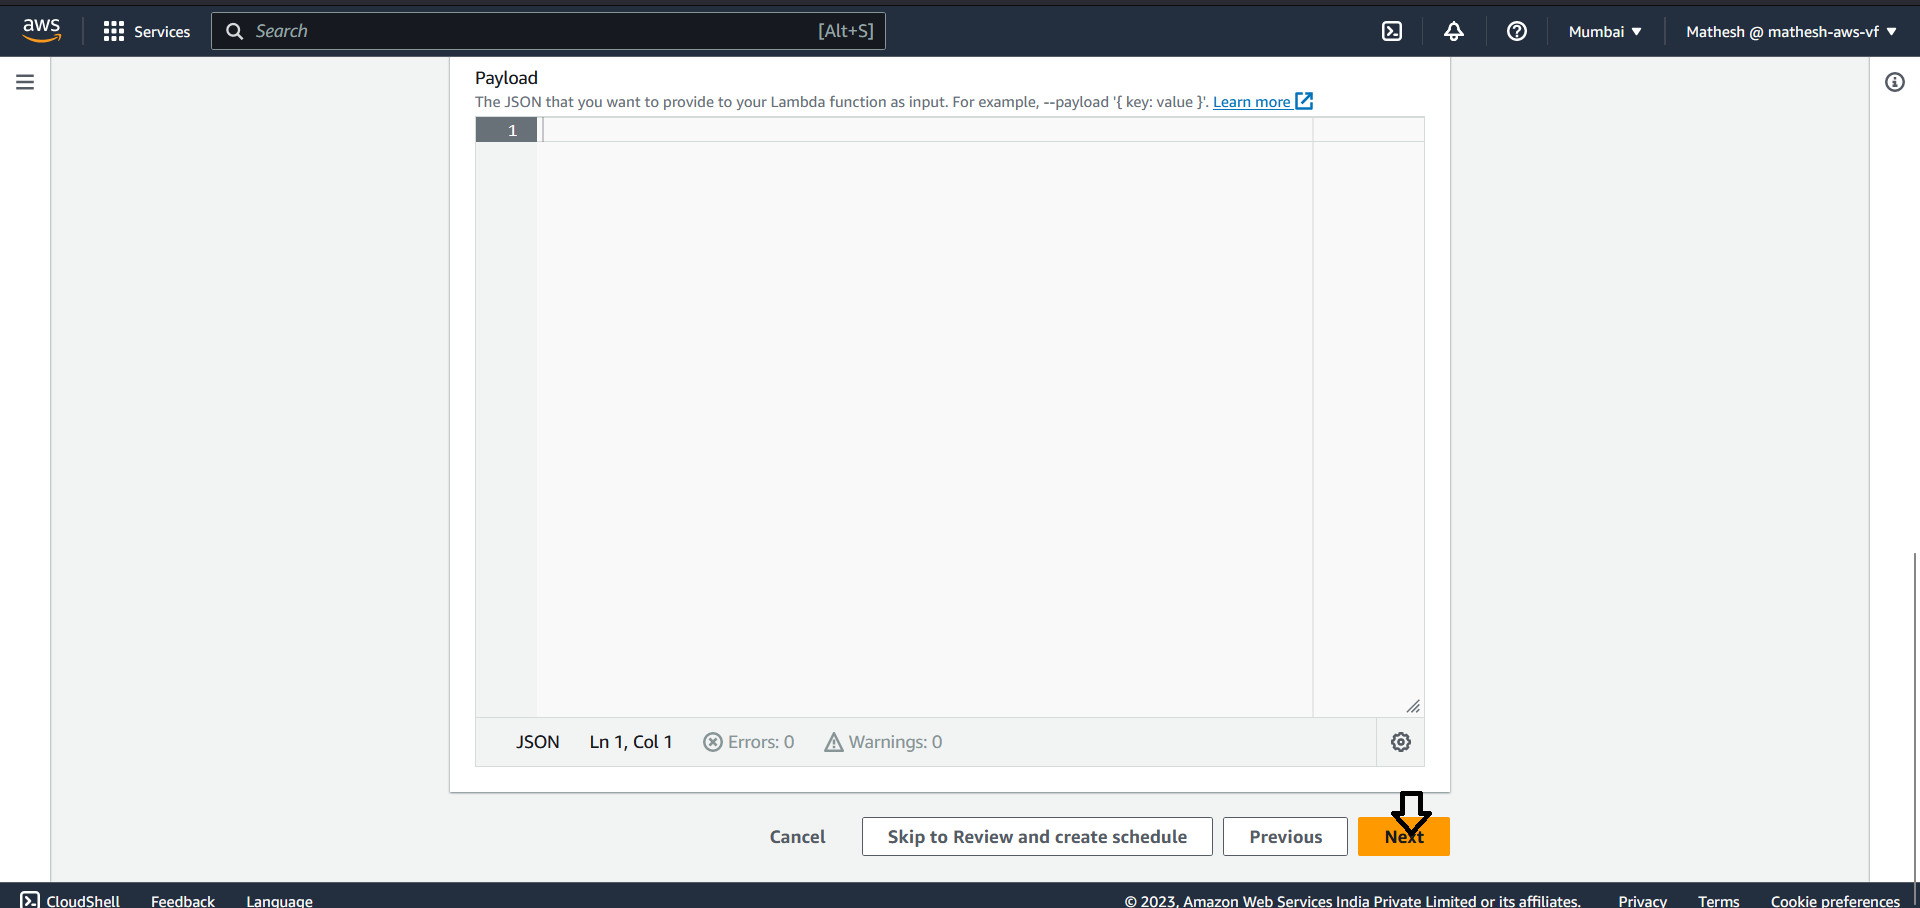 aws Services Search [Alt+S] Mumbai Mathesh @ mathesh-aws-vf
Payload
The JSON that you want to provide to your Lambda function as input. For example, --payload '{ key: value }'. Learn more
1
JSON Ln 1, Col 1 Errors: 0 Warnings: 0
Cancel Skip to Review and create schedule Previous Next
CloudShell Feedback Language © 2023, Amazon Web Services India Private Limited or its affiliates. Privacy Terms Cookie preferences